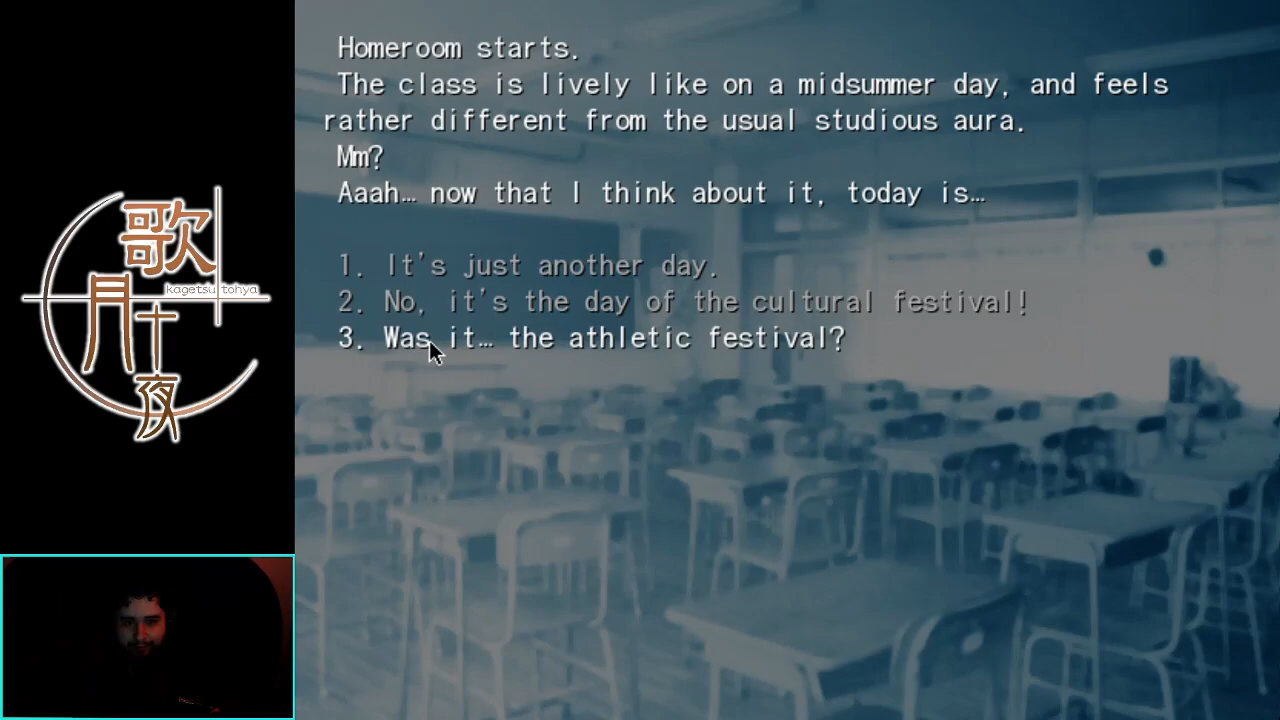 歌月十夜
kagetsu tohya
Homeroom starts.
The class is lively like on a midsummer day, and feels
rather different from the usual studious aura.
Mm?
Aaah… now that I think about it, today is…
1. It's just another day.
2. No, it's the day of the cultural festival!
3. Was it… the athletic festival?